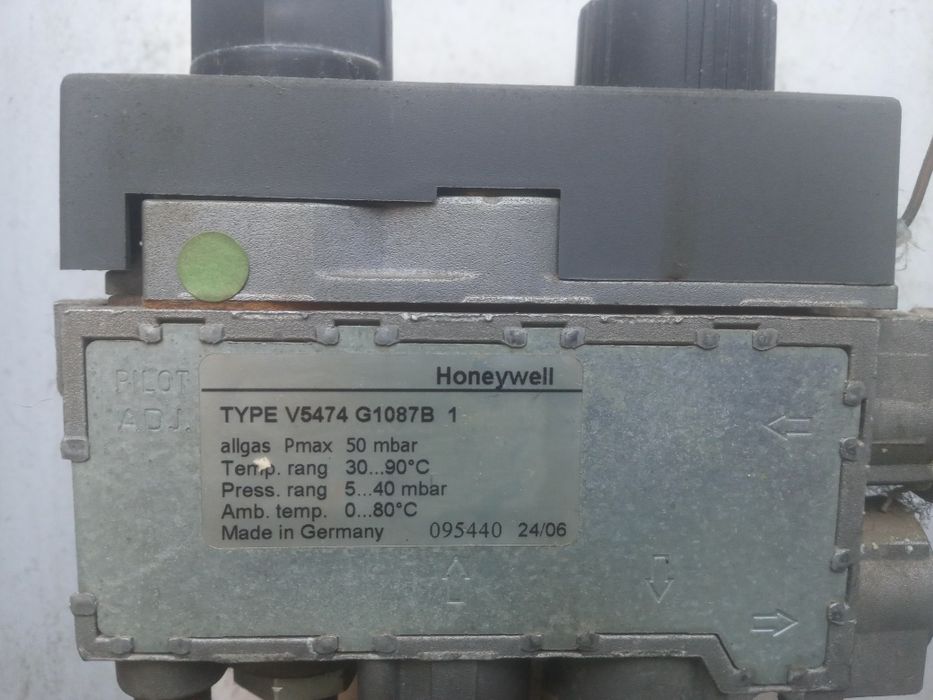 PILOT
ADJ.
Honeywell
TYPE V5474 G1087B 1
allgas Pmax 50 mbar
Temp. rang 30...90°C
Press. rang 5...40 mbar
Amb. temp. 0...80°C
Made in Germany 095440 24/06